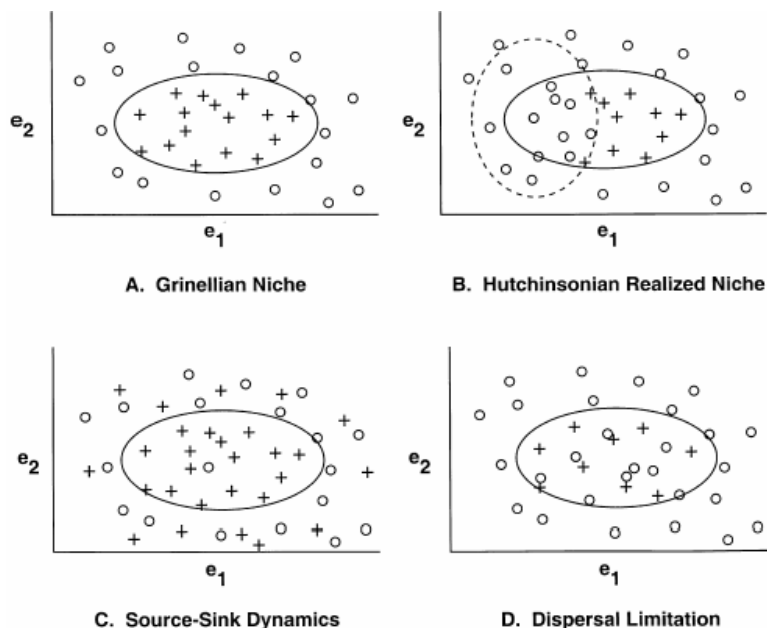 e2
e1
A. Grinellian Niche
e2
e1
B. Hutchinsonian Realized Niche
e2
e1
C. Source-Sink Dynamics
e2
e1
D. Dispersal Limitation